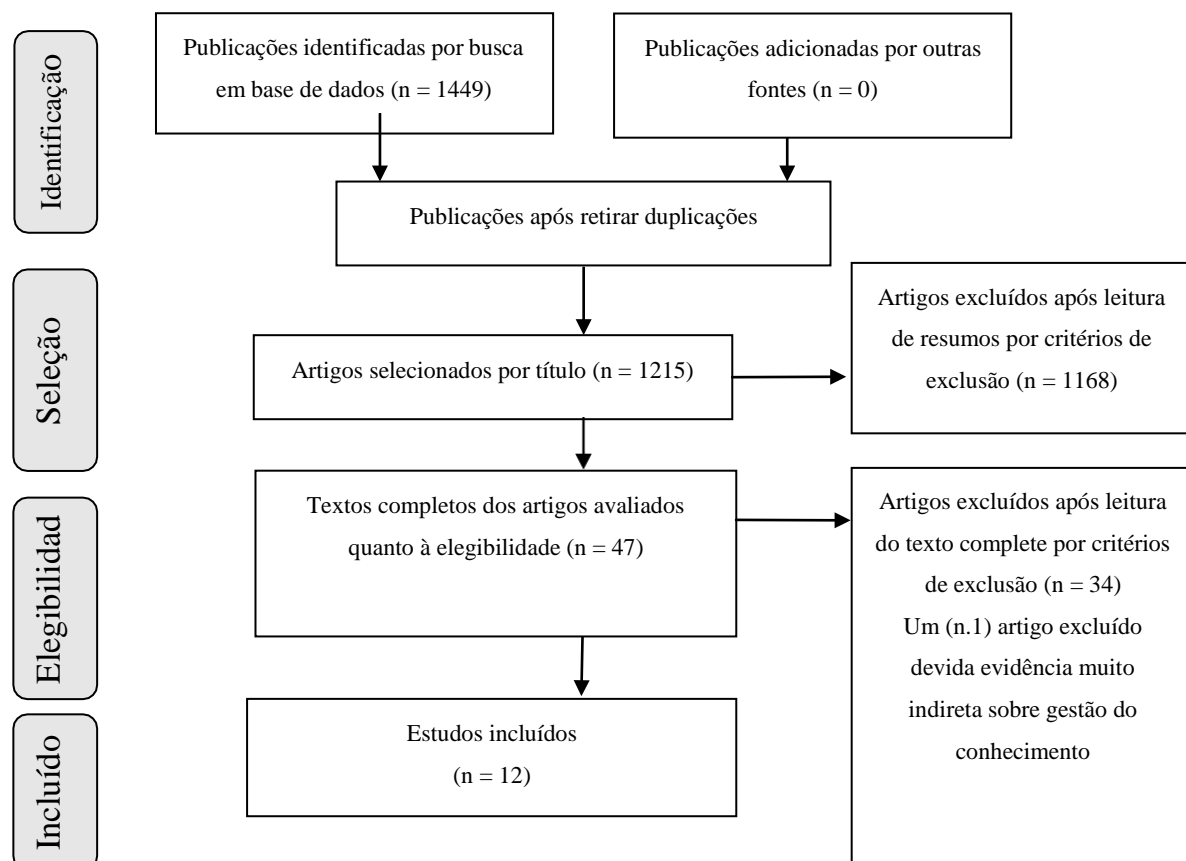 Identificação
Publicações identificadas por busca
em base de dados (n = 1449)
Publicações adicionadas por outras
fontes (n = 0)
Publicações após retirar duplicações
Seleção
Artigos selecionados por título (n = 1215)
Artigos excluídos após leitura
de resumos por critérios de
exclusão (n = 1168)
Elegibilidad
Textos completos dos artigos avaliados
quanto à elegibilidade (n = 47)
Artigos excluídos após leitura
do texto complete por critérios
de exclusão (n = 34)
Um (n.1) artigo excluído
devida evidência muito
indireta sobre gestão do
conhecimento
Incluído
Estudos incluídos
(n = 12)